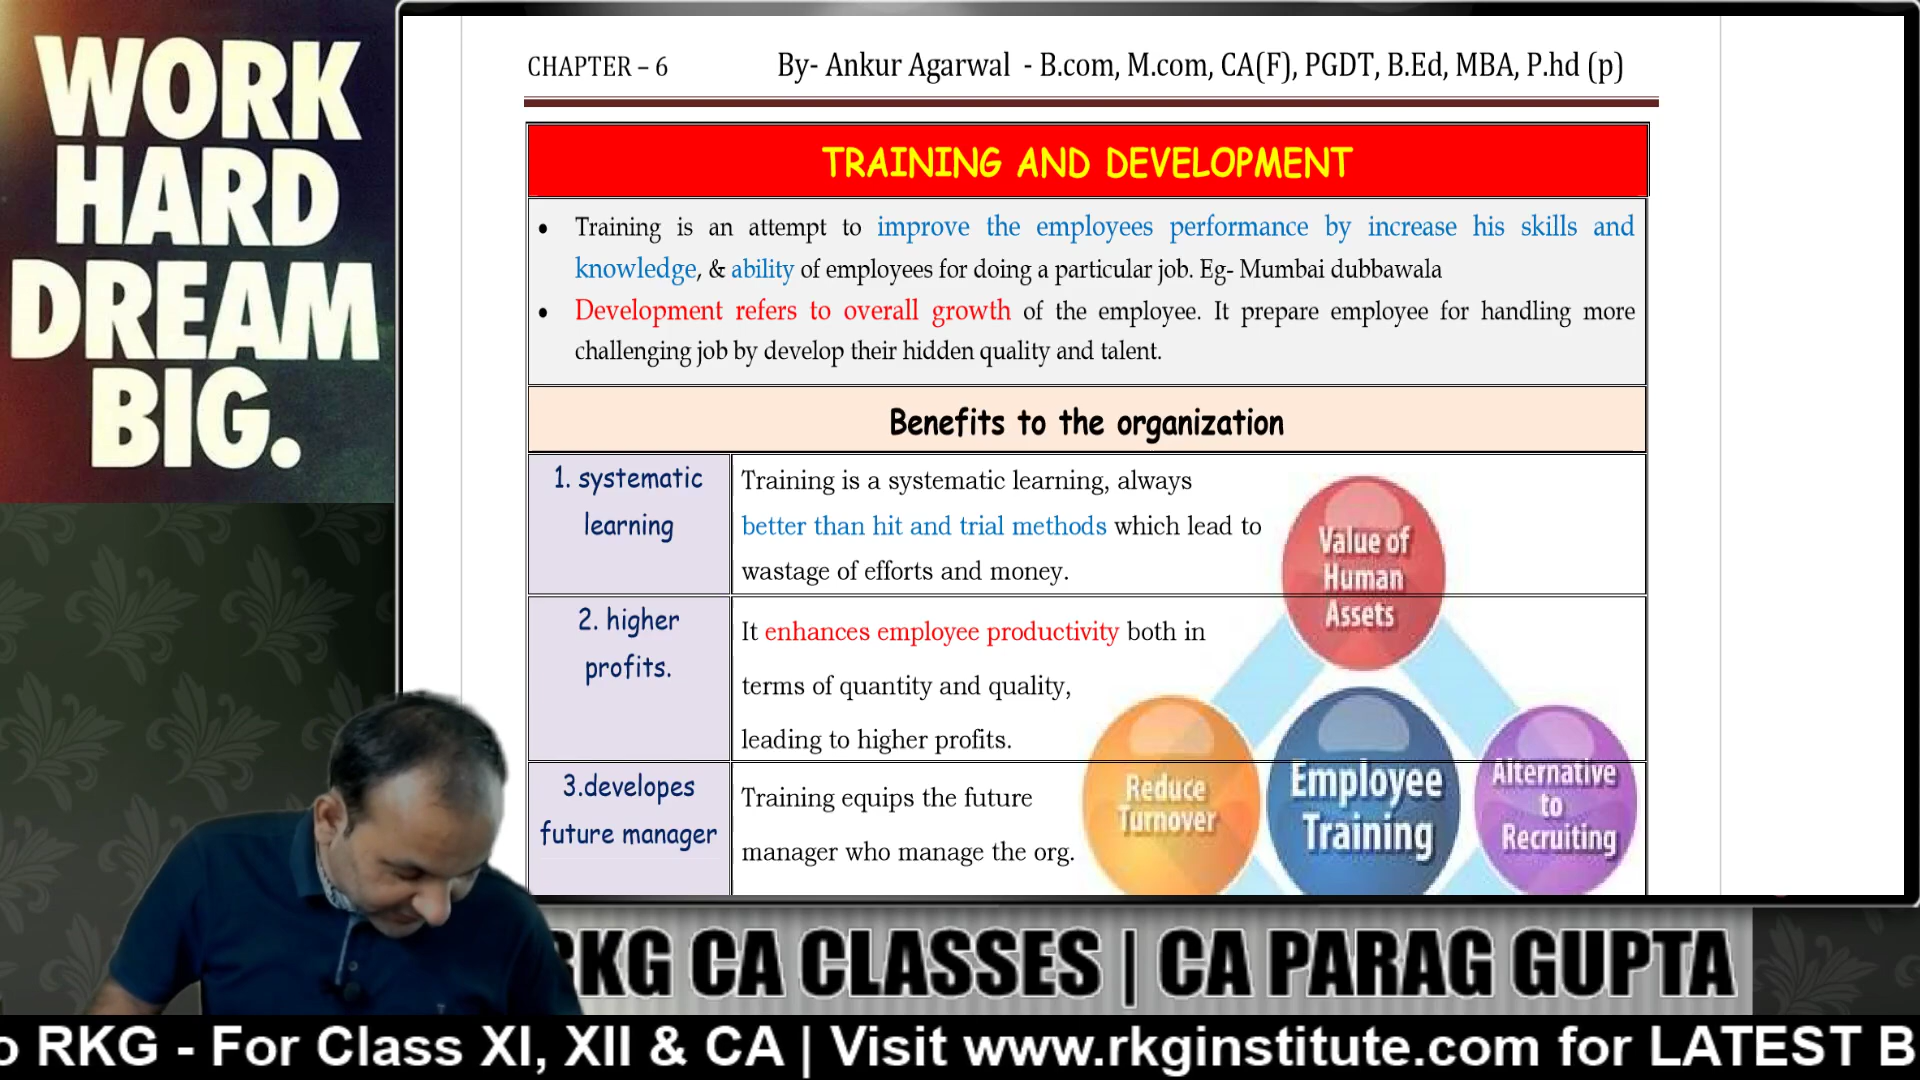 WORK
HARD
DREAM
BIG.
CHAPTER – 6
By- Ankur Agarwal - B.com, M.com, CA(F), PGDT, B.Ed, MBA, P.hd (p)
TRAINING AND DEVELOPMENT
• Training is an attempt to improve the employees performance by increase his skills and
knowledge, & ability of employees for doing a particular job. Eg- Mumbai dubbawala
• Development refers to overall growth of the employee. It prepare employee for handling more
challenging job by develop their hidden quality and talent.
Benefits to the organization
1. systematic
learning
Training is a systematic learning, always
better than hit and trial methods which lead to
wastage of efforts and money.
2. higher
profits.
It enhances employee productivity both in
terms of quantity and quality,
leading to higher profits.
3.developes
future manager
Training equips the future
manager who manage the org.
Value of
Human
Assets
Reduce
Turnover
Employee
Training
Alternative
to
Recruiting
RKG CA CLASSES | CA PARAG GUPTA
o RKG - For Class XI, XII & CA | Visit www.rkginstitute.com for LATEST B